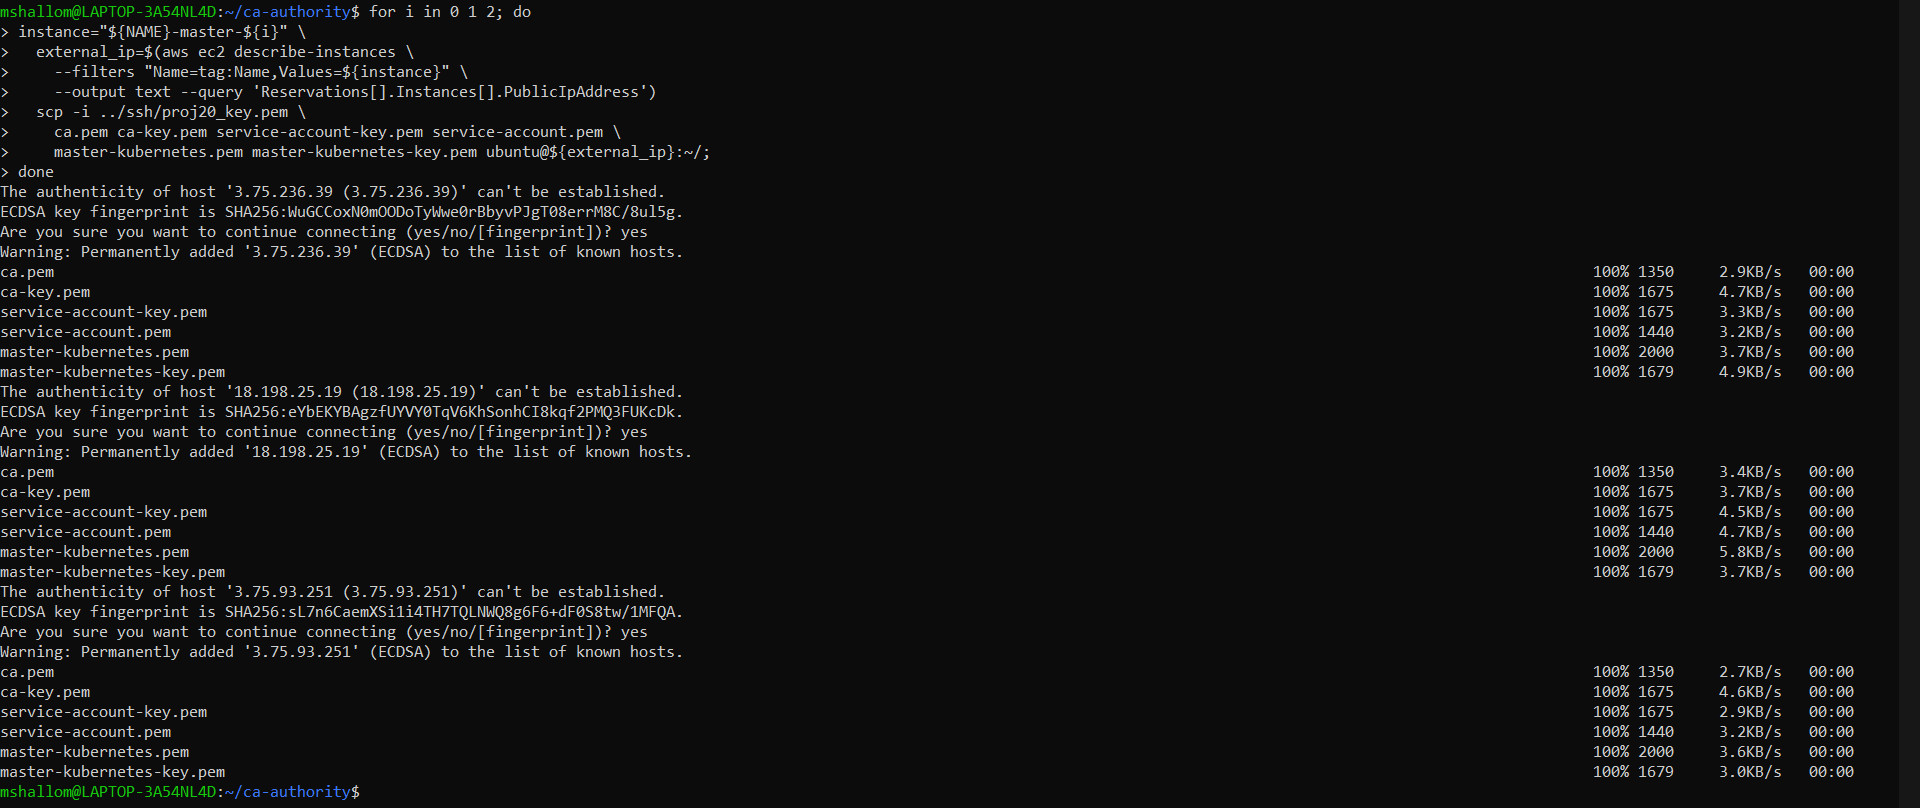 mshallom@LAPTOP-3A54NL4D:~/ca-authority$ for i in 0 1 2; do
> instance="${NAME}-master-${i}" \
>   external_ip=$(aws ec2 describe-instances \
>     --filters "Name=tag:Name,Values=${instance}" \
>     --output text --query 'Reservations[].Instances[].PublicIpAddress')
>   scp -i ../ssh/proj20_key.pem \
>     ca.pem ca-key.pem service-account-key.pem service-account.pem \
>     master-kubernetes.pem master-kubernetes-key.pem ubuntu@${external_ip}:~/;
> done
The authenticity of host '3.75.236.39 (3.75.236.39)' can't be established.
ECDSA key fingerprint is SHA256:WuGCCoxN0mOODoTyWwe0rBbyvPJgT08errM8C/8ul5g.
Are you sure you want to continue connecting (yes/no/[fingerprint])? yes
Warning: Permanently added '3.75.236.39' (ECDSA) to the list of known hosts.
ca.pem 100% 1350 2.9KB/s 00:00
ca-key.pem 100% 1675 4.7KB/s 00:00
service-account-key.pem 100% 1675 3.3KB/s 00:00
service-account.pem 100% 1440 3.2KB/s 00:00
master-kubernetes.pem 100% 2000 3.7KB/s 00:00
master-kubernetes-key.pem 100% 1679 4.9KB/s 00:00
The authenticity of host '18.198.25.19 (18.198.25.19)' can't be established.
ECDSA key fingerprint is SHA256:eYbEKYBAgzfUYVY0TqV6KhSonhCI8kqf2PMQ3FUKcDk.
Are you sure you want to continue connecting (yes/no/[fingerprint])? yes
Warning: Permanently added '18.198.25.19' (ECDSA) to the list of known hosts.
ca.pem 100% 1350 3.4KB/s 00:00
ca-key.pem 100% 1675 3.7KB/s 00:00
service-account-key.pem 100% 1675 4.5KB/s 00:00
service-account.pem 100% 1440 4.7KB/s 00:00
master-kubernetes.pem 100% 2000 5.8KB/s 00:00
master-kubernetes-key.pem 100% 1679 3.7KB/s 00:00
The authenticity of host '3.75.93.251 (3.75.93.251)' can't be established.
ECDSA key fingerprint is SHA256:sL7n6CaemXSi1i4TH7TQLNWQ8g6F6+dF0S8tw/1MFQA.
Are you sure you want to continue connecting (yes/no/[fingerprint])? yes
Warning: Permanently added '3.75.93.251' (ECDSA) to the list of known hosts.
ca.pem 100% 1350 2.7KB/s 00:00
ca-key.pem 100% 1675 4.6KB/s 00:00
service-account-key.pem 100% 1675 2.9KB/s 00:00
service-account.pem 100% 1440 3.2KB/s 00:00
master-kubernetes.pem 100% 2000 3.6KB/s 00:00
master-kubernetes-key.pem 100% 1679 3.0KB/s 00:00
mshallom@LAPTOP-3A54NL4D:~/ca-authority$